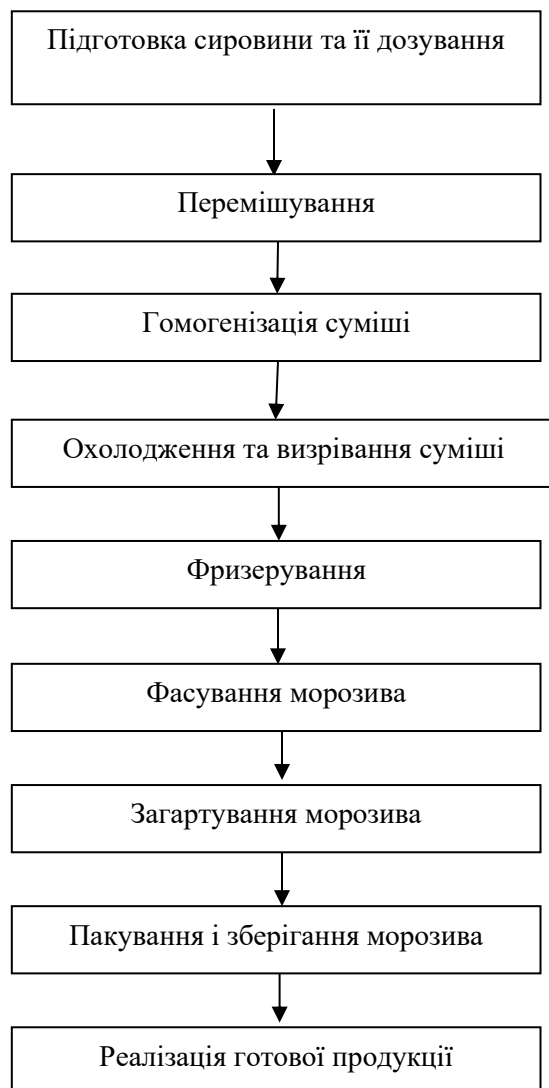 Підготовка сировини та її дозування
Перемішування
Гомогенізація суміші
Охолодження та визрівання суміші
Фризерування
Фасування морозива
Загартування морозива
Пакування і зберігання морозива
Реалізація готової продукції